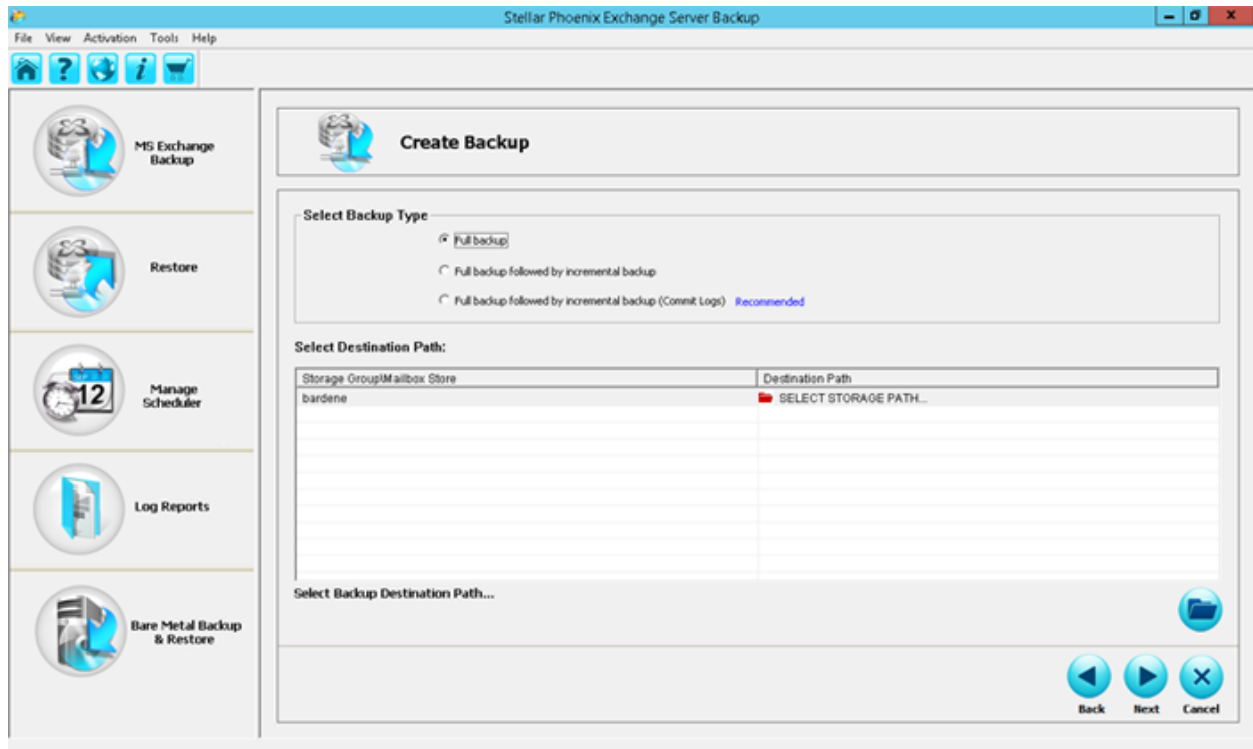 Stellar Phoenix Exchange Server Backup
File View Activation Tools Help
MS Exchange
Backup
Restore
12
Manage
Scheduler
Log Reports
Bare Metal Backup
& Restore
Create Backup
Select Backup Type
Full backup
Full backup followed by incremental backup
Full backup followed by incremental backup (Commit Logs) Recommended
Select Destination Path:
Storage Group\Mailbox Store Destination Path
bardene SELECT STORAGE PATH...
Select Backup Destination Path...
Back Next Cancel